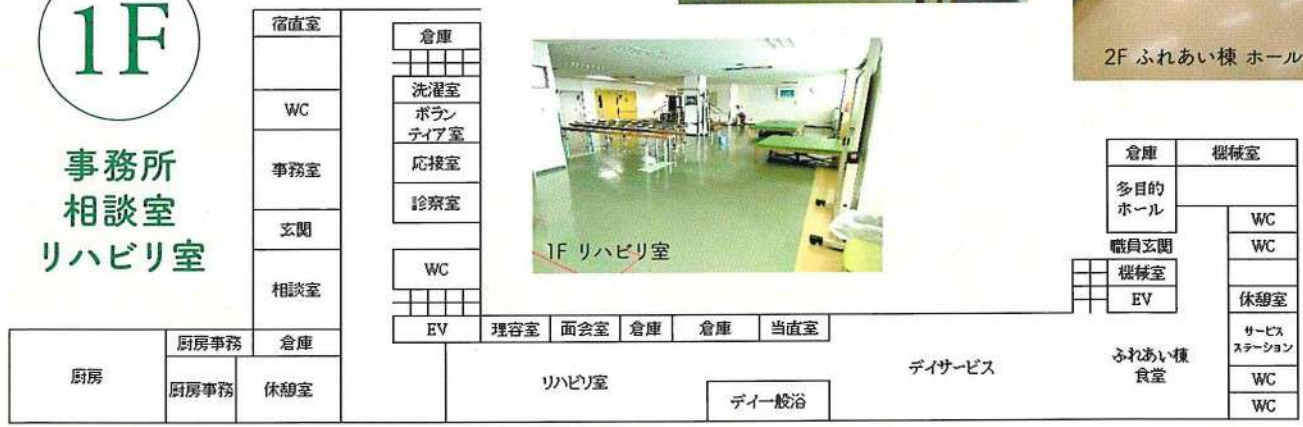 1F
事務所
相談室
リハビリ室
宿直室
WC
事務室
玄関
相談室
倉庫
洗濯室
ボラン
ティア室
応接室
診察室
WC
EV
1F リハビリ室
2F ふれあい棟 ホール
倉庫
機械室
多目的
ホール
職員玄関
機械室
EV
WC
WC
休憩室
サービス
ステーション
WC
WC
厨房
厨房事務
倉庫
厨房事務
休憩室
理容室
面会室
倉庫
倉庫
当直室
リハビリ室
デイ一般浴
デイサービス
ふれあい棟
食堂